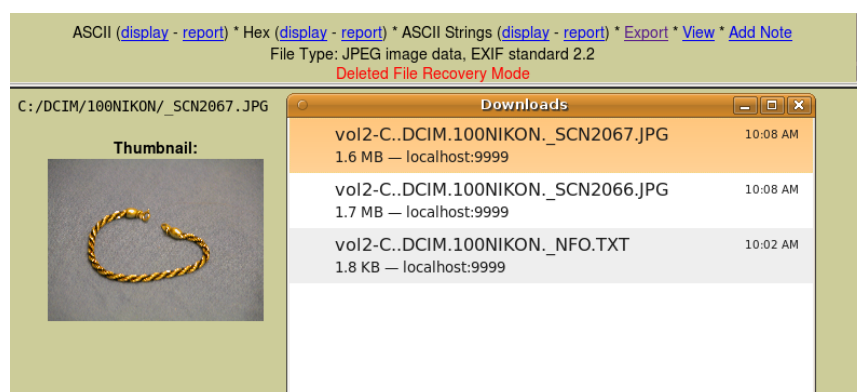 ASCII (display - report) * Hex (display - report) * ASCII Strings (display - report) * Export * View * Add Note
File Type: JPEG image data, EXIF standard 2.2
Deleted File Recovery Mode
C:/DCIM/100NIKON/_SCN2067.JPG
Thumbnail:
Downloads
vol2-C..DCIM.100NIKON._SCN2067.JPG 10:08 AM
1.6 MB — localhost:9999
vol2-C..DCIM.100NIKON._SCN2066.JPG 10:08 AM
1.7 MB — localhost:9999
vol2-C..DCIM.100NIKON._NFO.TXT 10:02 AM
1.8 KB — localhost:9999